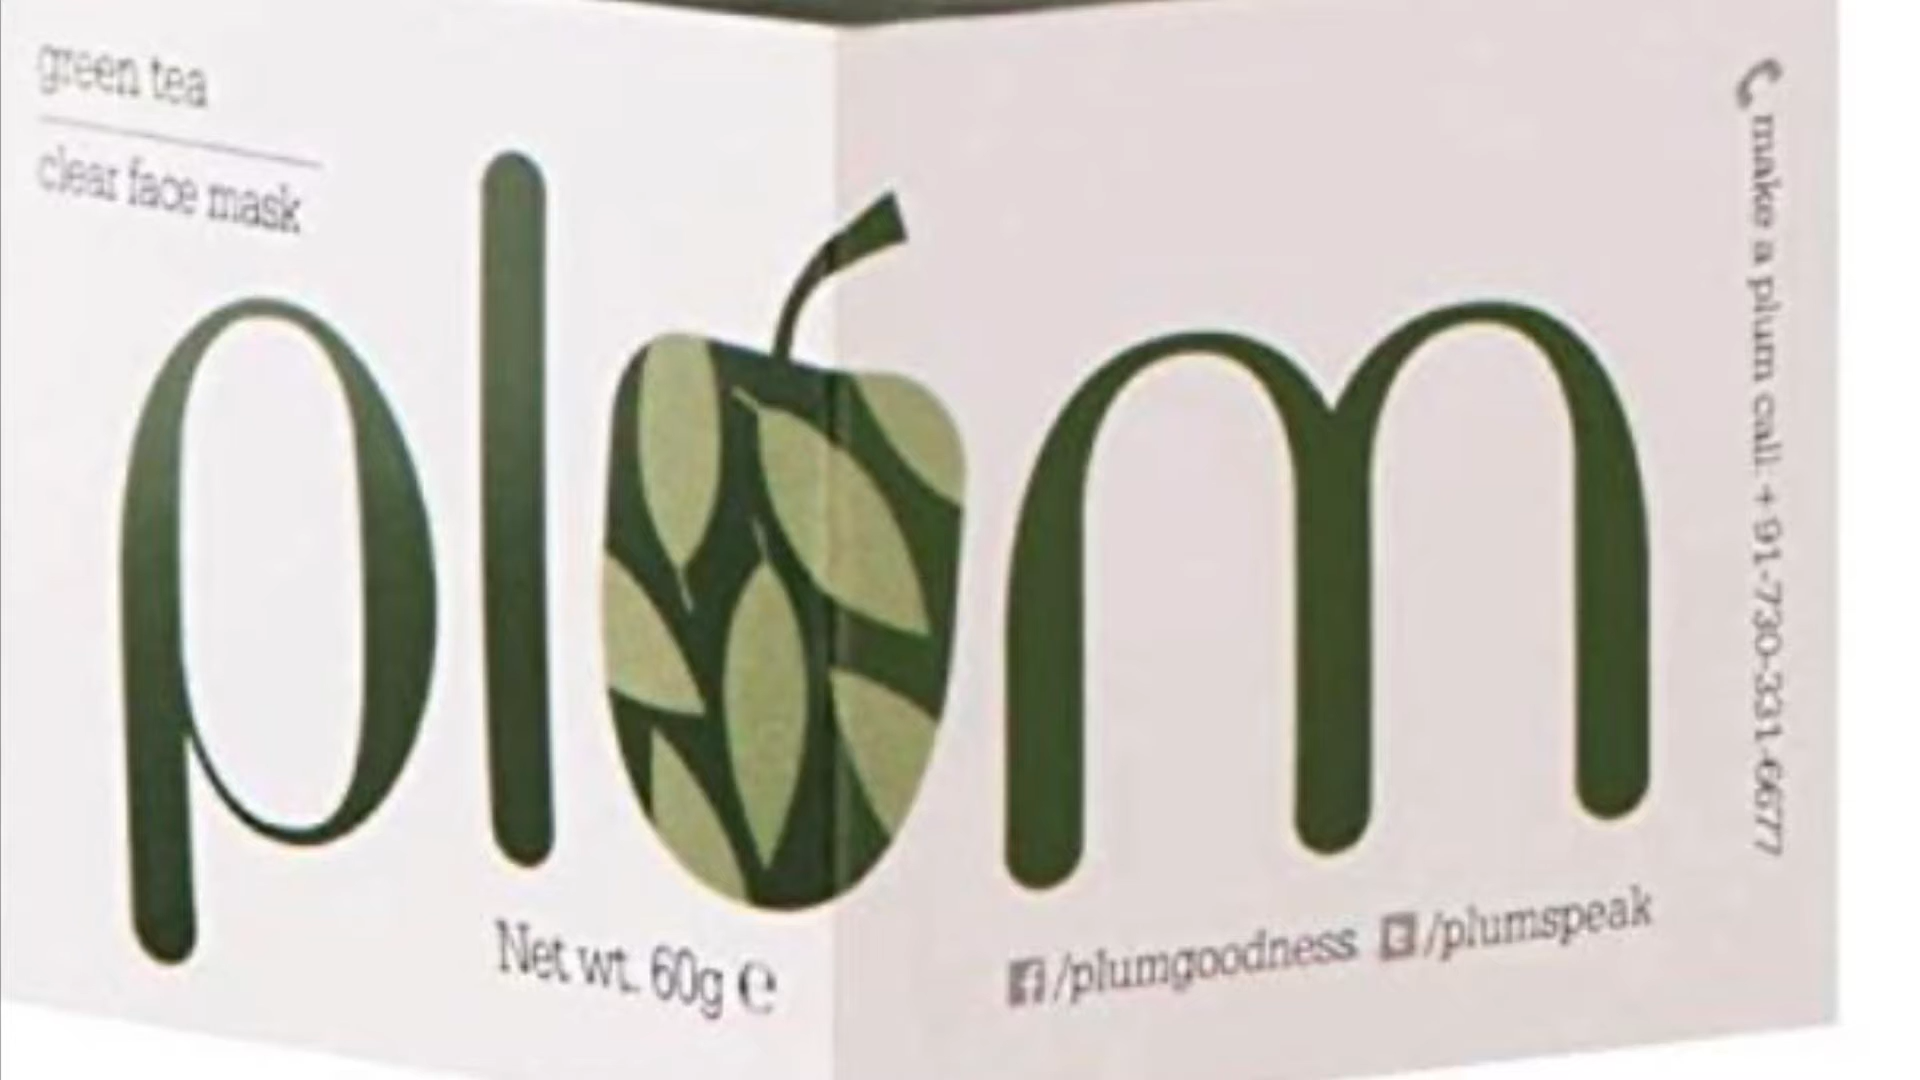 green tea
clear face mask
plum
Net wt. 60g ℮
/plumgoodness /plumspeak
make a plum call: +91-730-331-6677